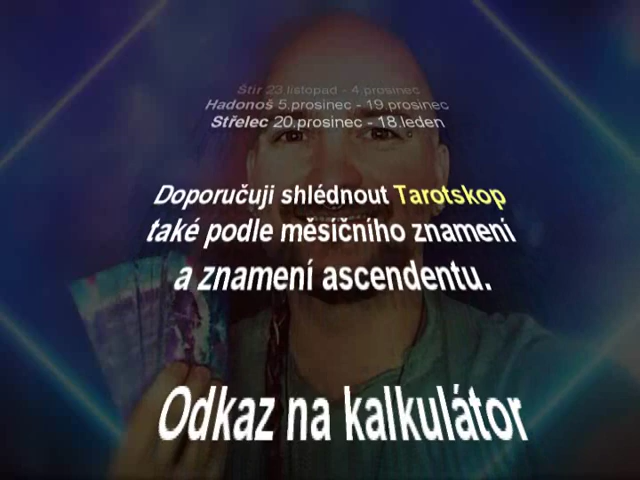 Štír 23.listopad - 4.prosinec
Hadonoš 5.prosinec - 19.prosinec
Střelec 20.prosinec - 18.leden
Doporučuji shlédnout Tarotskop
také podle měsíčního znamení
a znamení ascendentu.
Odkaz na kalkulátor